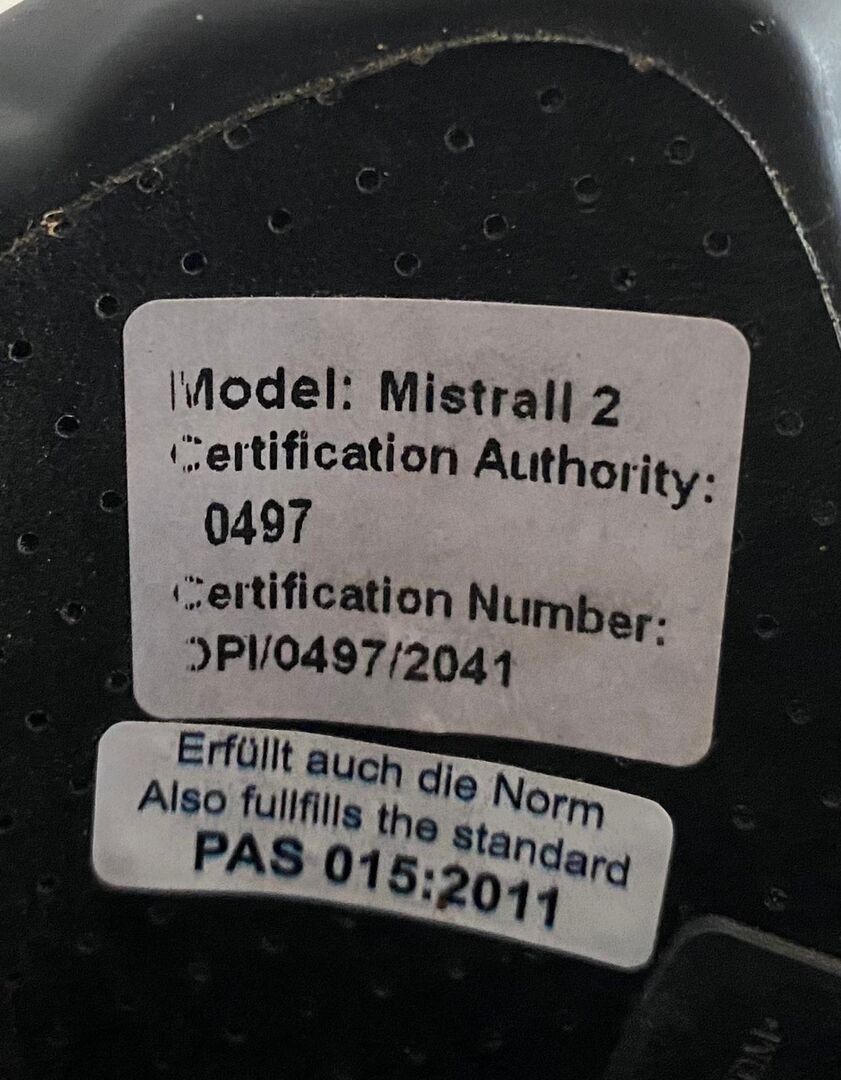 Model: Mistrall 2
Certification Authority:
0497
Certification Number:
DPI/0497/2041
Erfüllt auch die Norm
Also fullfills the standard
PAS 015:2011